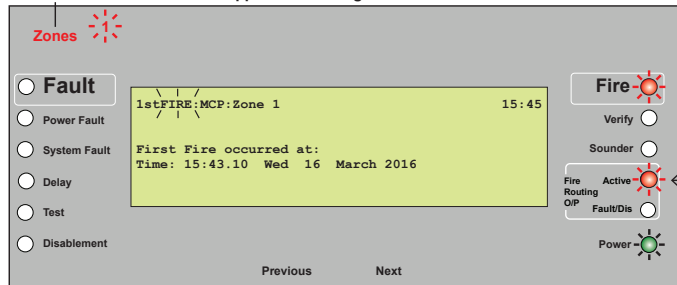 Zones 1
Fault
Power Fault
System Fault
Delay
Test
Disablement
1stFIRE:MCP:Zone 1 15:45
First Fire occurred at:
Time: 15:43.10 Wed 16 March 2016
Fire
Verify
Sounder
Fire Routing O/P
Active
Fault/Dis
Power
Previous Next